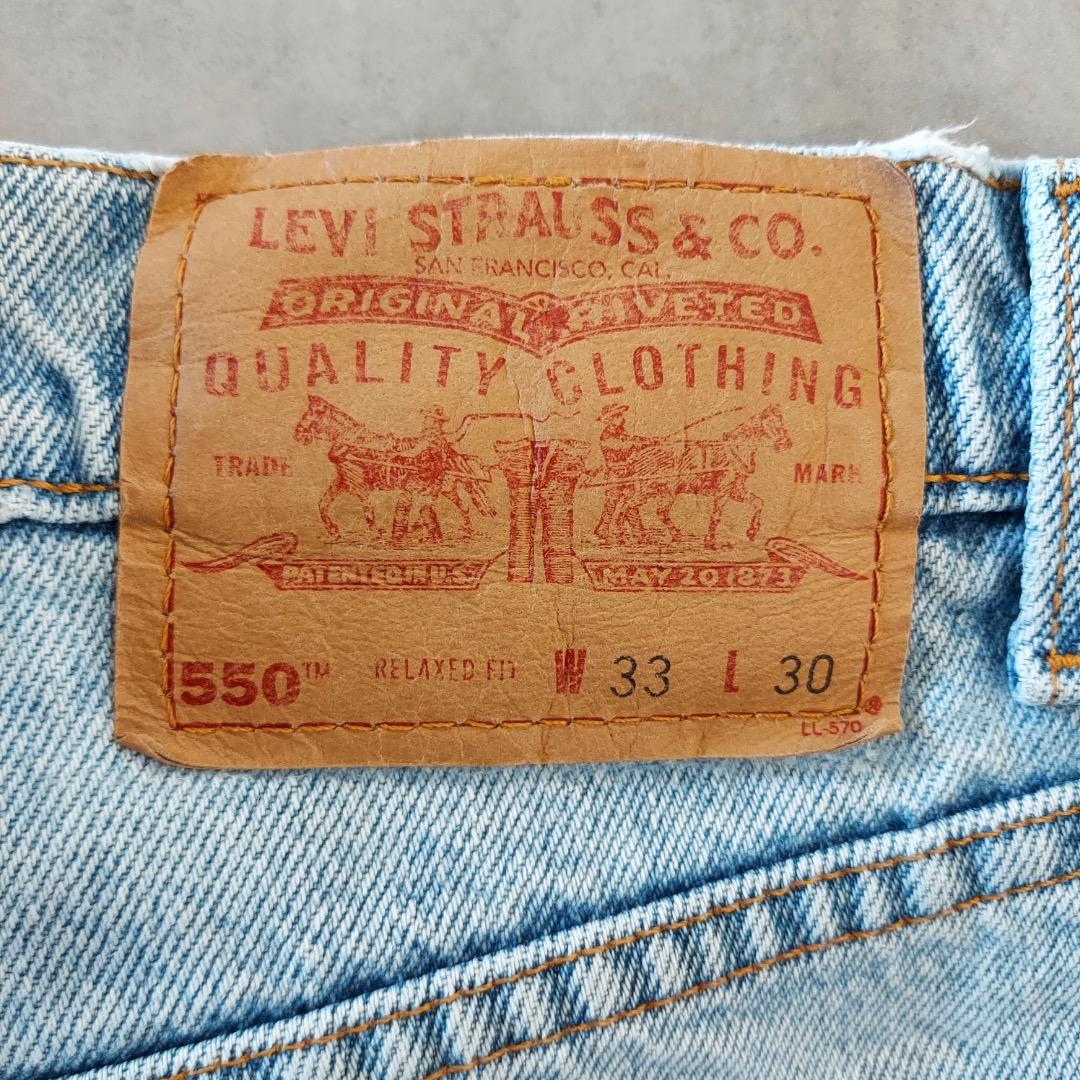 LEVI STRAUSS & CO.
SAN FRANCISCO, CAL.
ORIGINAL RIVETED
QUALITY CLOTHING
TRADE MARK
PATENTED IN U.S. MAY 20 1873
550™ RELAXED FIT W 33 L 30
®
LL-570